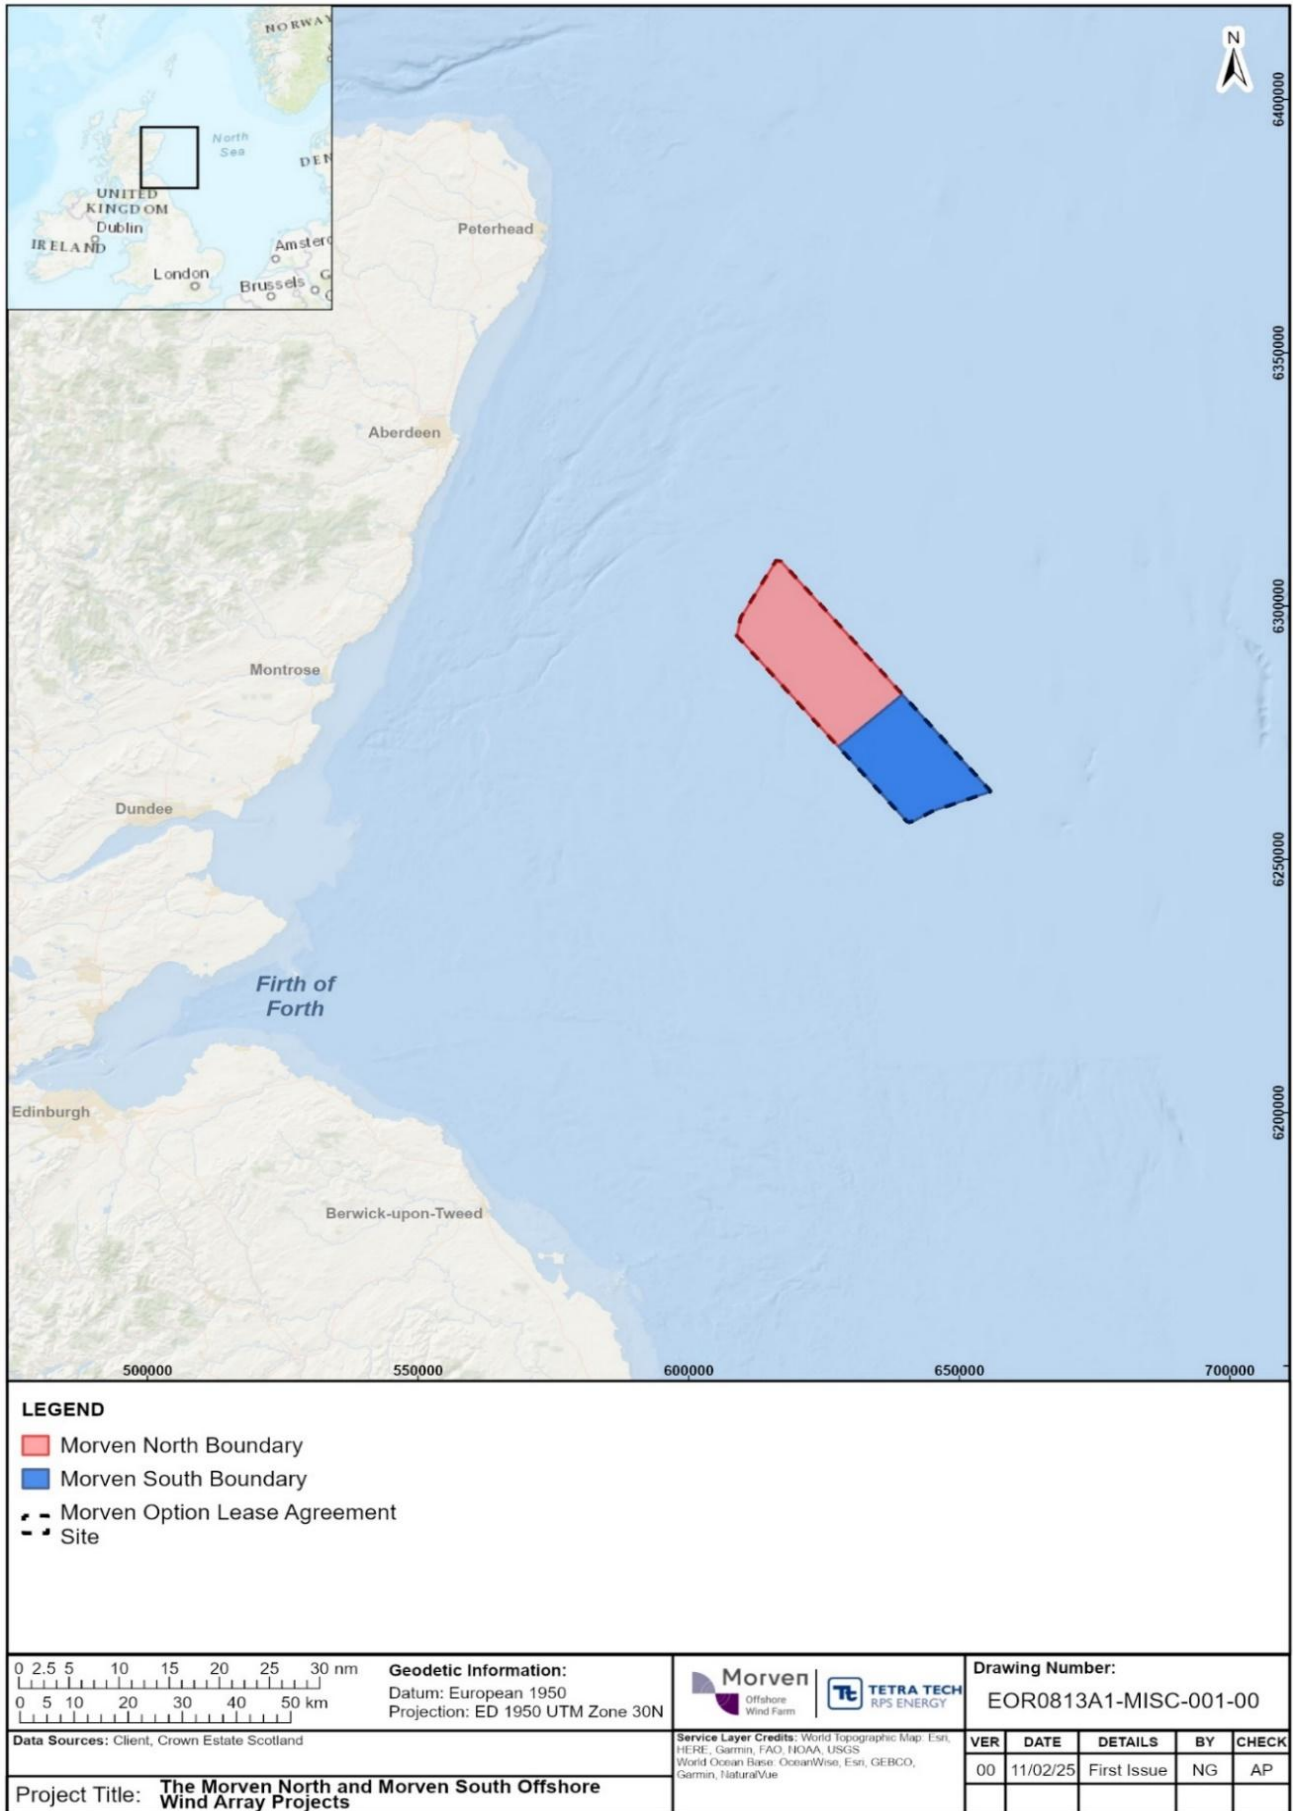 NORWAY
North
Sea
DEN
UNITED
KINGDOM
Dublin
IRELAND
Amsterd
London
Brussels
G
N
6400000
Peterhead
6350000
Aberdeen
6300000
Montrose
Dundee
6250000
Firth of
Forth
6200000
Edinburgh
Berwick-upon-Tweed
500000 550000 600000 650000 700000
LEGEND
Morven North Boundary
Morven South Boundary
Morven Option Lease Agreement
Site
0 2.5 5 10 15 20 25 30 nm
0 5 10 20 30 40 50 km
Geodetic Information:
Datum: European 1950
Projection: ED 1950 UTM Zone 30N
Morven
Offshore
Wind Farm
Tt TETRA TECH
RPS ENERGY
Drawing Number:
EOR0813A1-MISC-001-00
Data Sources: Client, Crown Estate Scotland
Service Layer Credits: World Topographic Map: Esri,
HERE, Garmin, FAO, NOAA, USGS
World Ocean Base: OceanWise, Esri, GEBCO,
Garmin, NaturalVue
VER DATE DETAILS BY CHECK
00 11/02/25 First Issue NG AP
Project Title: The Morven North and Morven South Offshore
Wind Array Projects